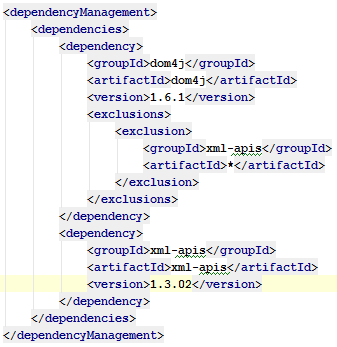 <dependencyManagement>
    <dependencies>
        <dependency>
            <groupId>dom4j</groupId>
            <artifactId>dom4j</artifactId>
            <version>1.6.1</version>
            <exclusions>
                <exclusion>
                    <groupId>xml-apis</groupId>
                    <artifactId>*</artifactId>
                </exclusion>
            </exclusions>
        </dependency>
        <dependency>
            <groupId>xml-apis</groupId>
            <artifactId>xml-apis</artifactId>
            <version>1.3.02</version>
        </dependency>
    </dependencies>
</dependencyManagement>